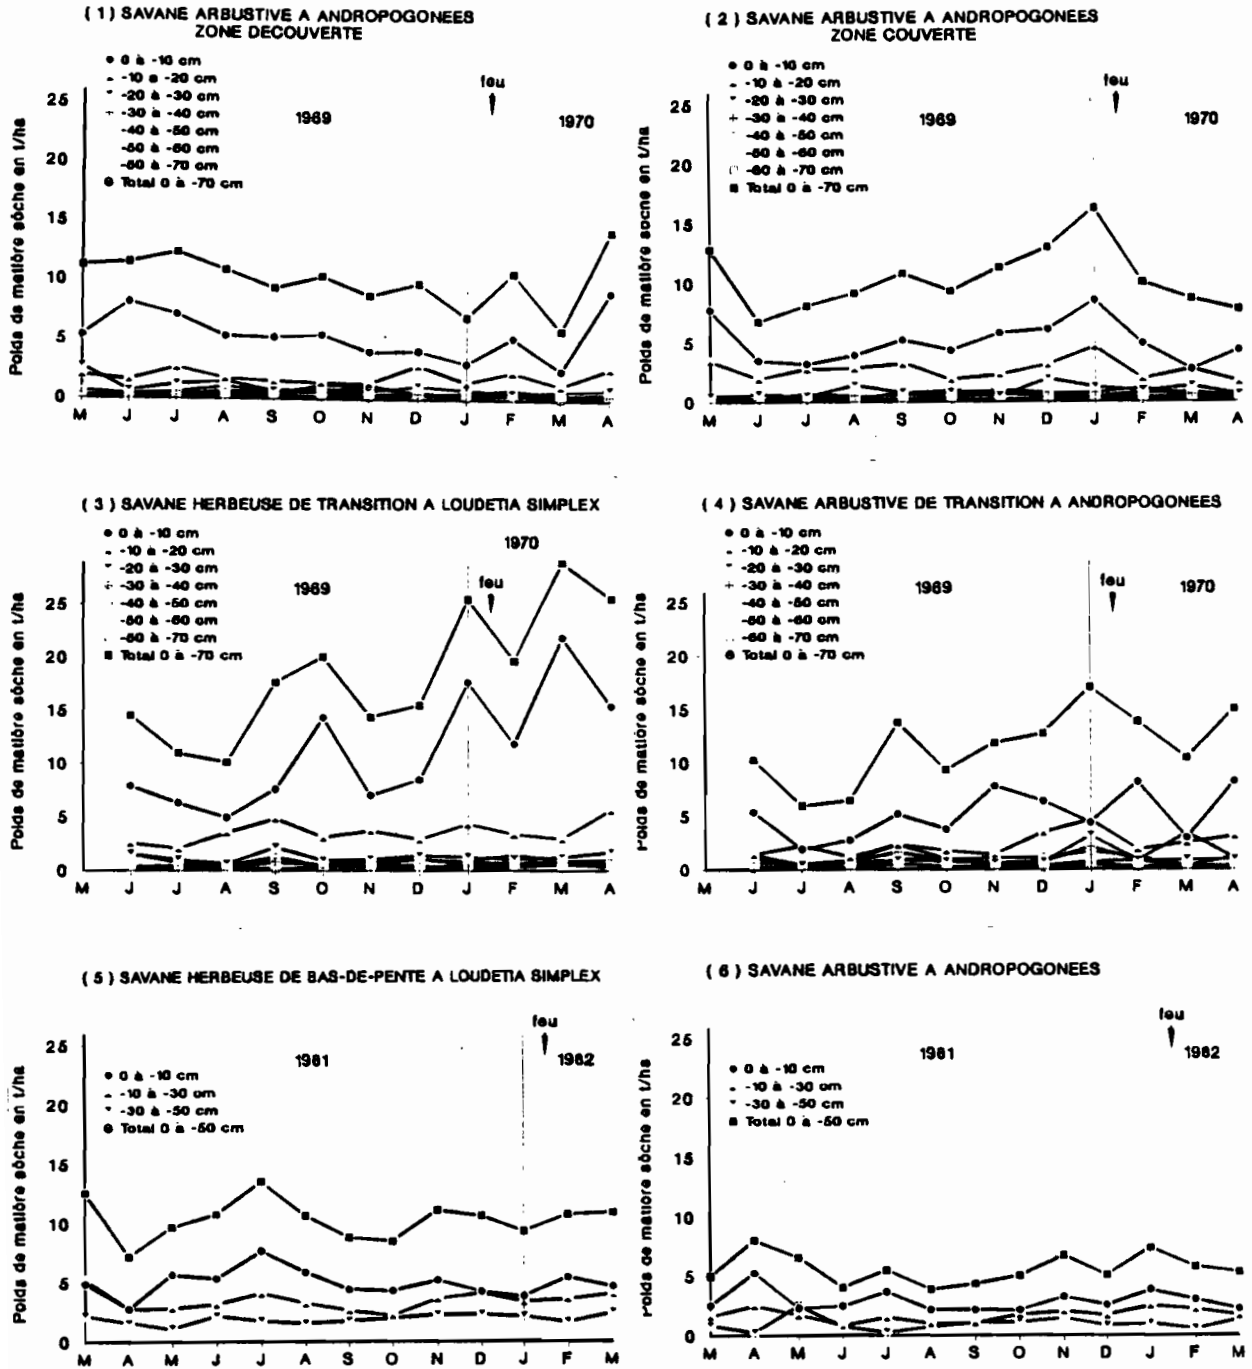 ( 1 ) SAVANE ARBUSTIVE A ANDROPOGONEES
ZONE DECOUVERTE
0 à -10 cm
-10 à -20 cm
-20 à -30 cm
-30 à -40 cm
-40 à -50 cm
-50 à -60 cm
-60 à -70 cm
Total 0 à -70 cm
feu
1969
1970
Poids de matière sèche en t/ha
25
20
15
10
5
0
M J J A S O N D J F M A
( 2 ) SAVANE ARBUSTIVE A ANDROPOGONEES
ZONE COUVERTE
0 à -10 cm
-10 à -20 cm
-20 à -30 cm
-30 à -40 cm
-40 à -50 cm
-50 à -60 cm
-60 à -70 cm
Total 0 à -70 cm
feu
1969
1970
Poids de matière sèche en t/ha
25
20
15
10
5
0
M J J A S O N D J F M A
( 3 ) SAVANE HERBEUSE DE TRANSITION A LOUDETIA SIMPLEX
0 à -10 cm
-10 à -20 cm
-20 à -30 cm
-30 à -40 cm
-40 à -50 cm
-50 à -60 cm
-60 à -70 cm
Total 0 à -70 cm
1969
1970
feu
Poids de matière sèche en t/ha
25
20
15
10
5
0
M J J A S O N D J F M A
( 4 ) SAVANE ARBUSTIVE DE TRANSITION A ANDROPOGONEES
0 à -10 cm
-10 à -20 cm
-20 à -30 cm
-30 à -40 cm
-40 à -50 cm
-50 à -60 cm
-60 à -70 cm
Total 0 à -70 cm
1969
feu
1970
Poids de matière sèche en t/ha
25
20
15
10
5
0
M J J A S O N D J F M A
( 5 ) SAVANE HERBEUSE DE BAS-DE-PENTE A LOUDETIA SIMPLEX
0 à -10 cm
-10 à -30 cm
-30 à -50 cm
Total 0 à -50 cm
1981
feu
1982
Poids de matière sèche en t/ha
25
20
15
10
5
0
M A M J J A S O N D J F M
( 6 ) SAVANE ARBUSTIVE A ANDROPOGONEES
0 à -10 cm
-10 à -30 cm
-30 à -50 cm
Total 0 à -50 cm
1981
feu
1982
Poids de matière sèche en t/ha
25
20
15
10
5
0
M A M J J A S O N D J F M